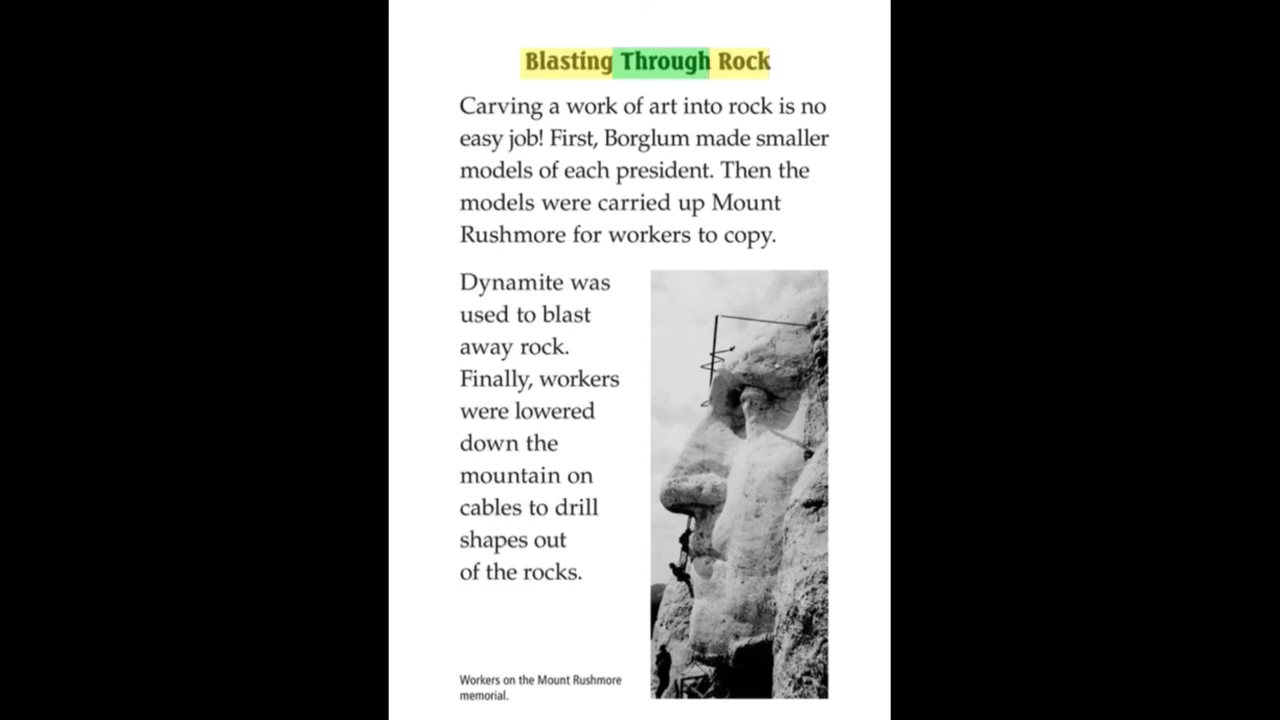 Blasting Through Rock
Carving a work of art into rock is no
easy job! First, Borglum made smaller
models of each president. Then the
models were carried up Mount
Rushmore for workers to copy.
Dynamite was
used to blast
away rock.
Finally, workers
were lowered
down the
mountain on
cables to drill
shapes out
of the rocks.
Workers on the Mount Rushmore
memorial.